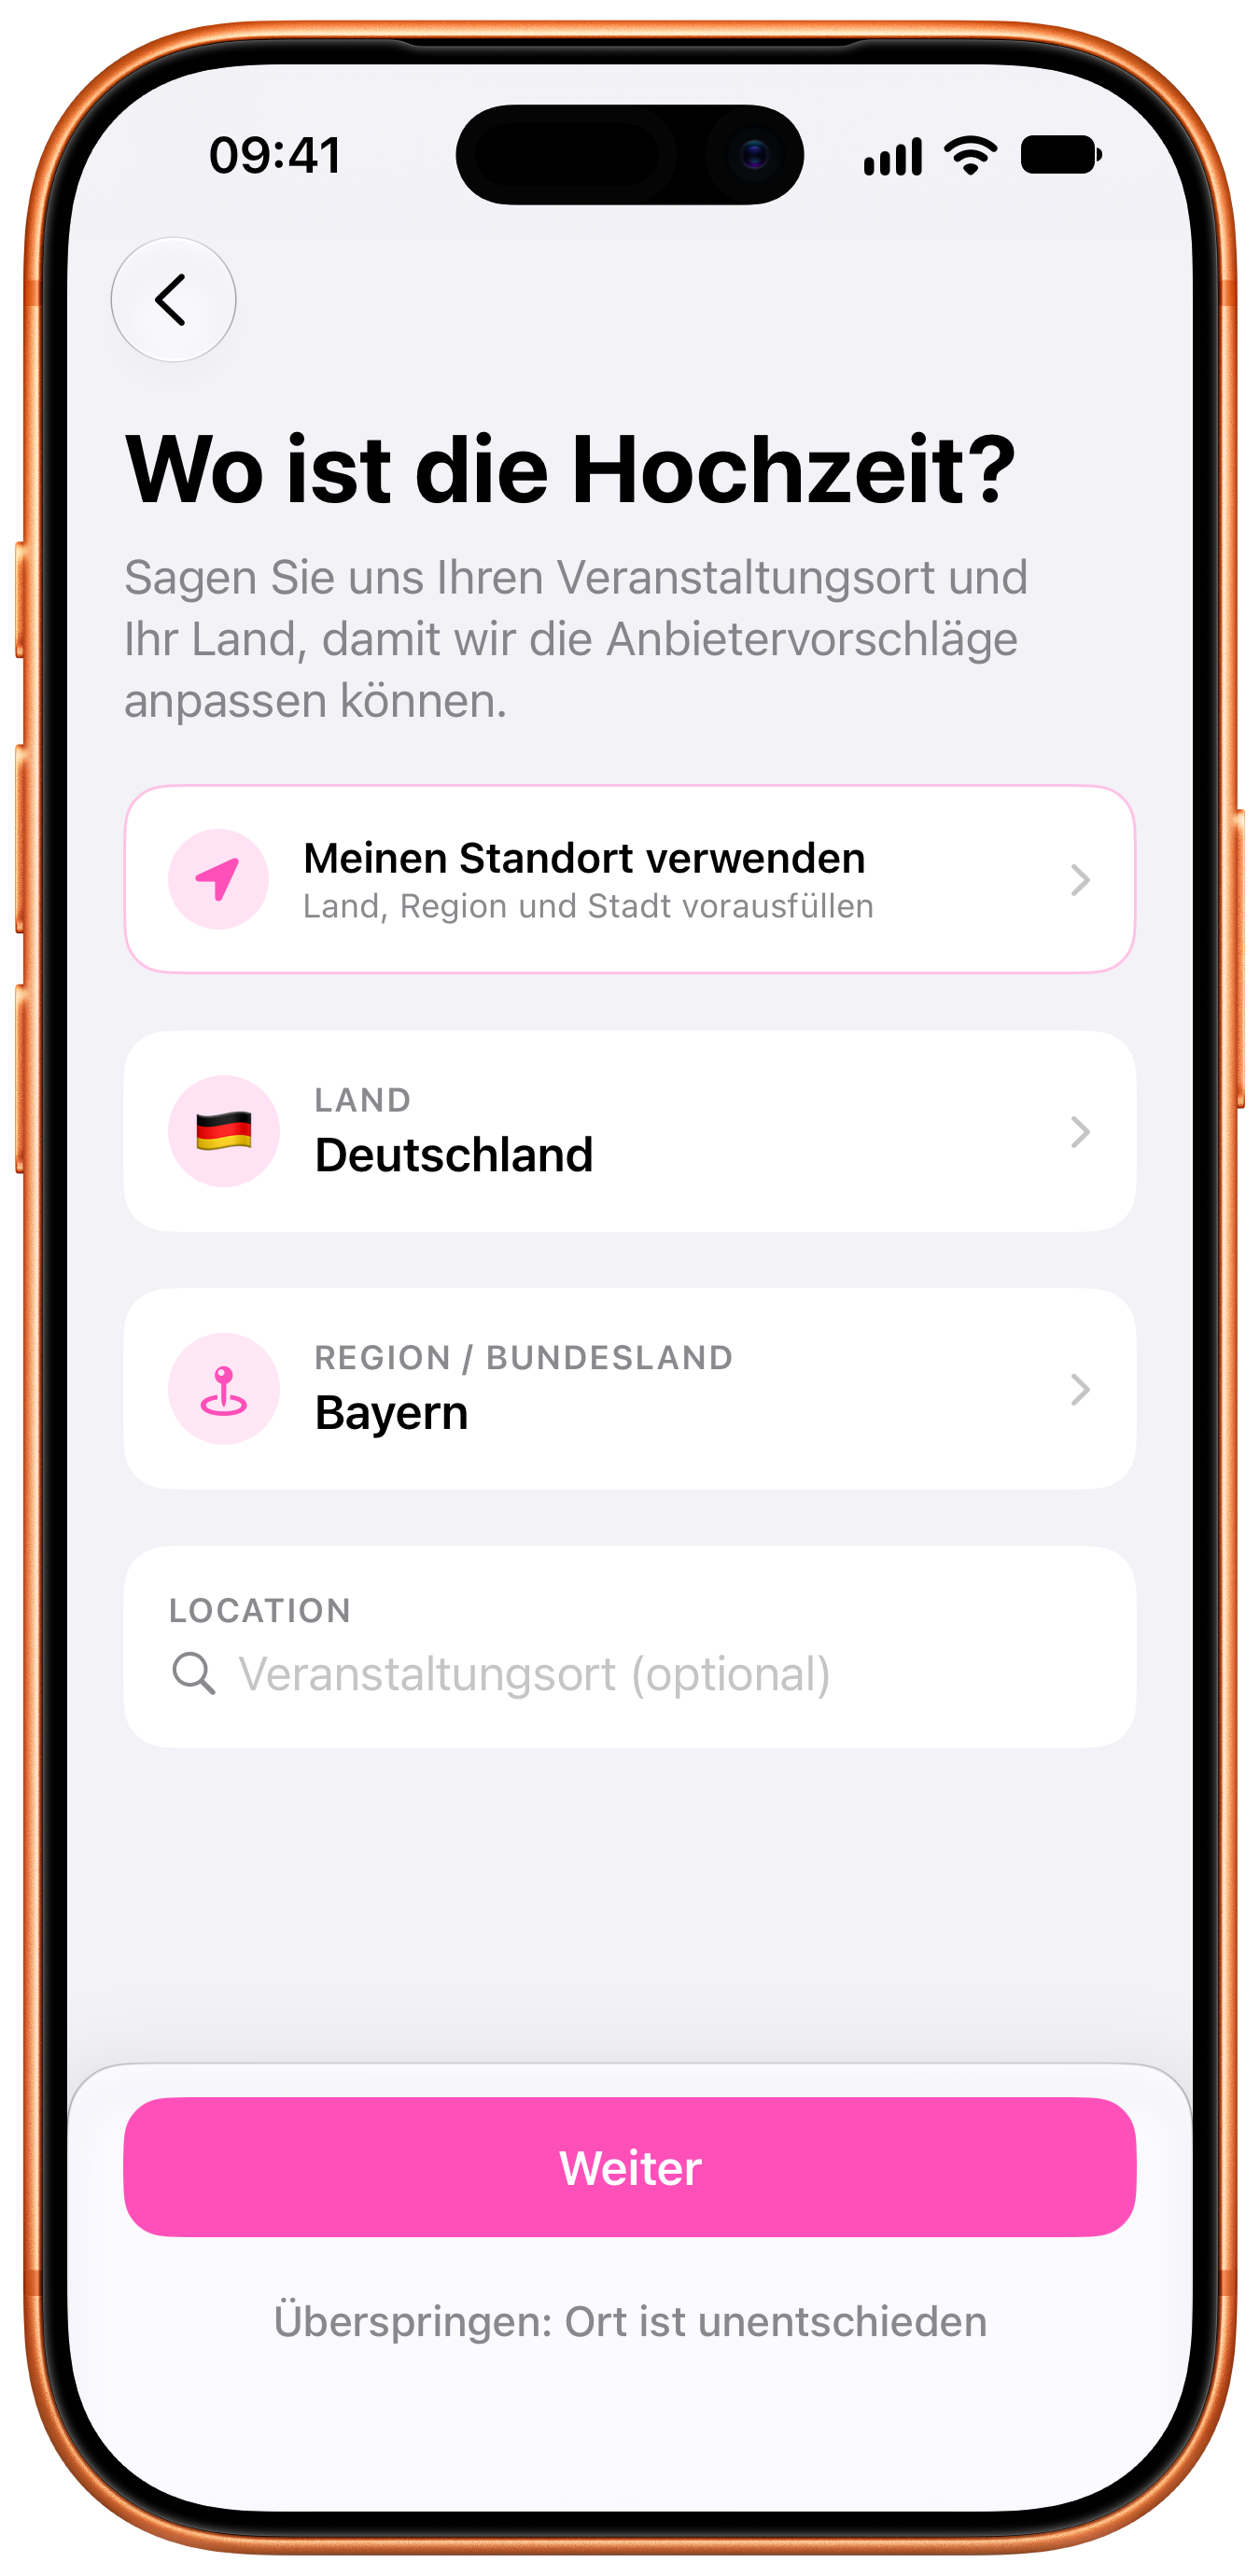 09:41
Wo ist die Hochzeit?
Sagen Sie uns Ihren Veranstaltungsort und
Ihr Land, damit wir die Anbietervorschläge
anpassen können.
Meinen Standort verwenden
Land, Region und Stadt vorausfüllen
LAND
Deutschland
REGION / BUNDESLAND
Bayern
LOCATION
Veranstaltungsort (optional)
Weiter
Überspringen: Ort ist unentschieden